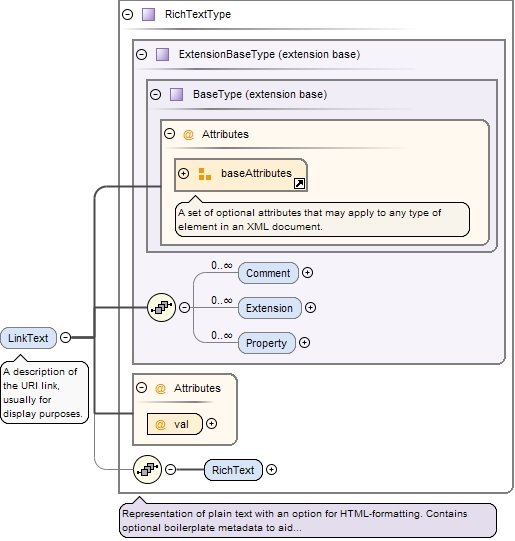 RichTextType
ExtensionBaseType (extension base)
BaseType (extension base)
@ Attributes
baseAttributes
A set of optional attributes that may apply to any type of
element in an XML document.
0..∞
Comment
0..∞
Extension
0..∞
Property
LinkText
A description of
the URI link,
usually for
display purposes.
@ Attributes
@ val
RichText
Representation of plain text with an option for HTML-formatting. Contains
optional boilerplate metadata to aid...